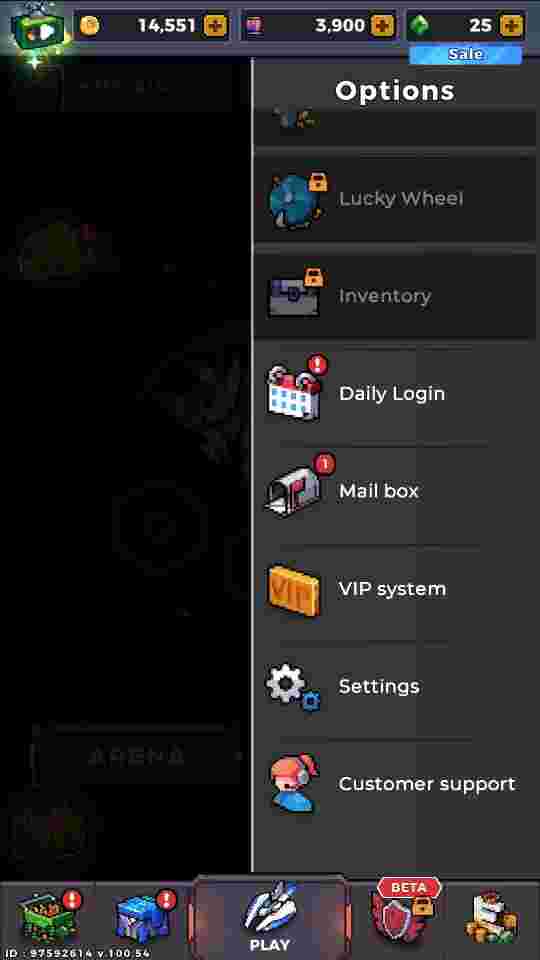 14,551
3,900
25
Sale
Options
Lucky Wheel
Inventory
Daily Login
1
Mail box
VIP
VIP system
Settings
Customer support
ARENA
BETA
PLAY
ID : 97592614 v.100.54